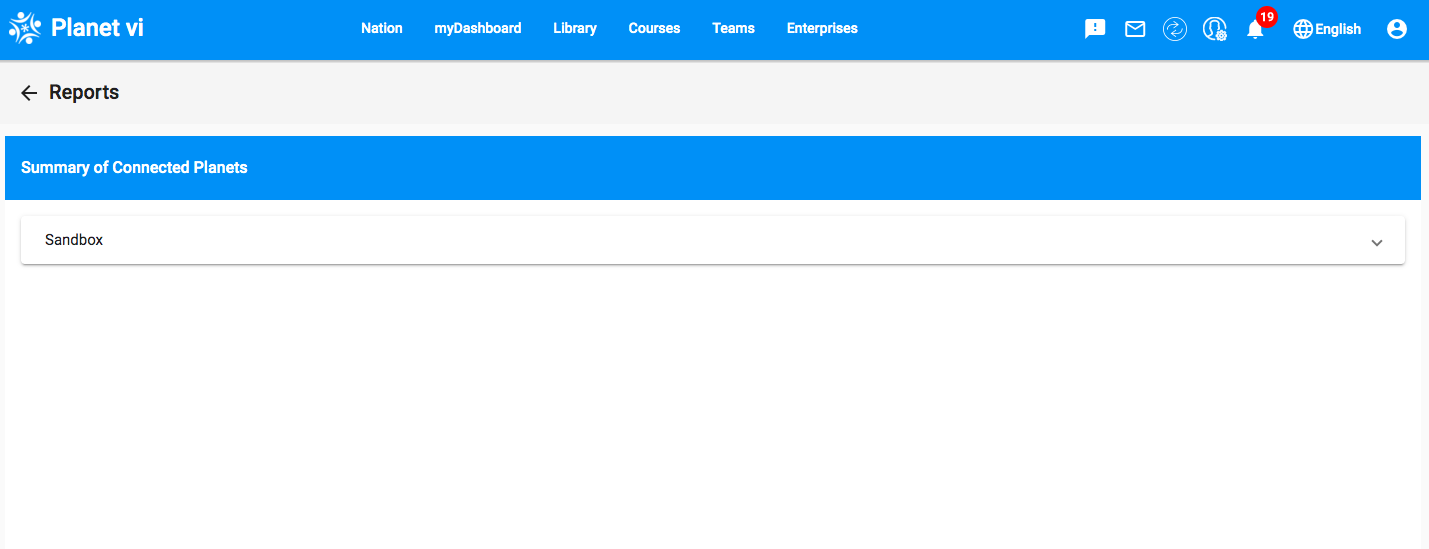 Planet vi Nation myDashboard Library Courses Teams Enterprises 19 English
Reports
Summary of Connected Planets
Sandbox